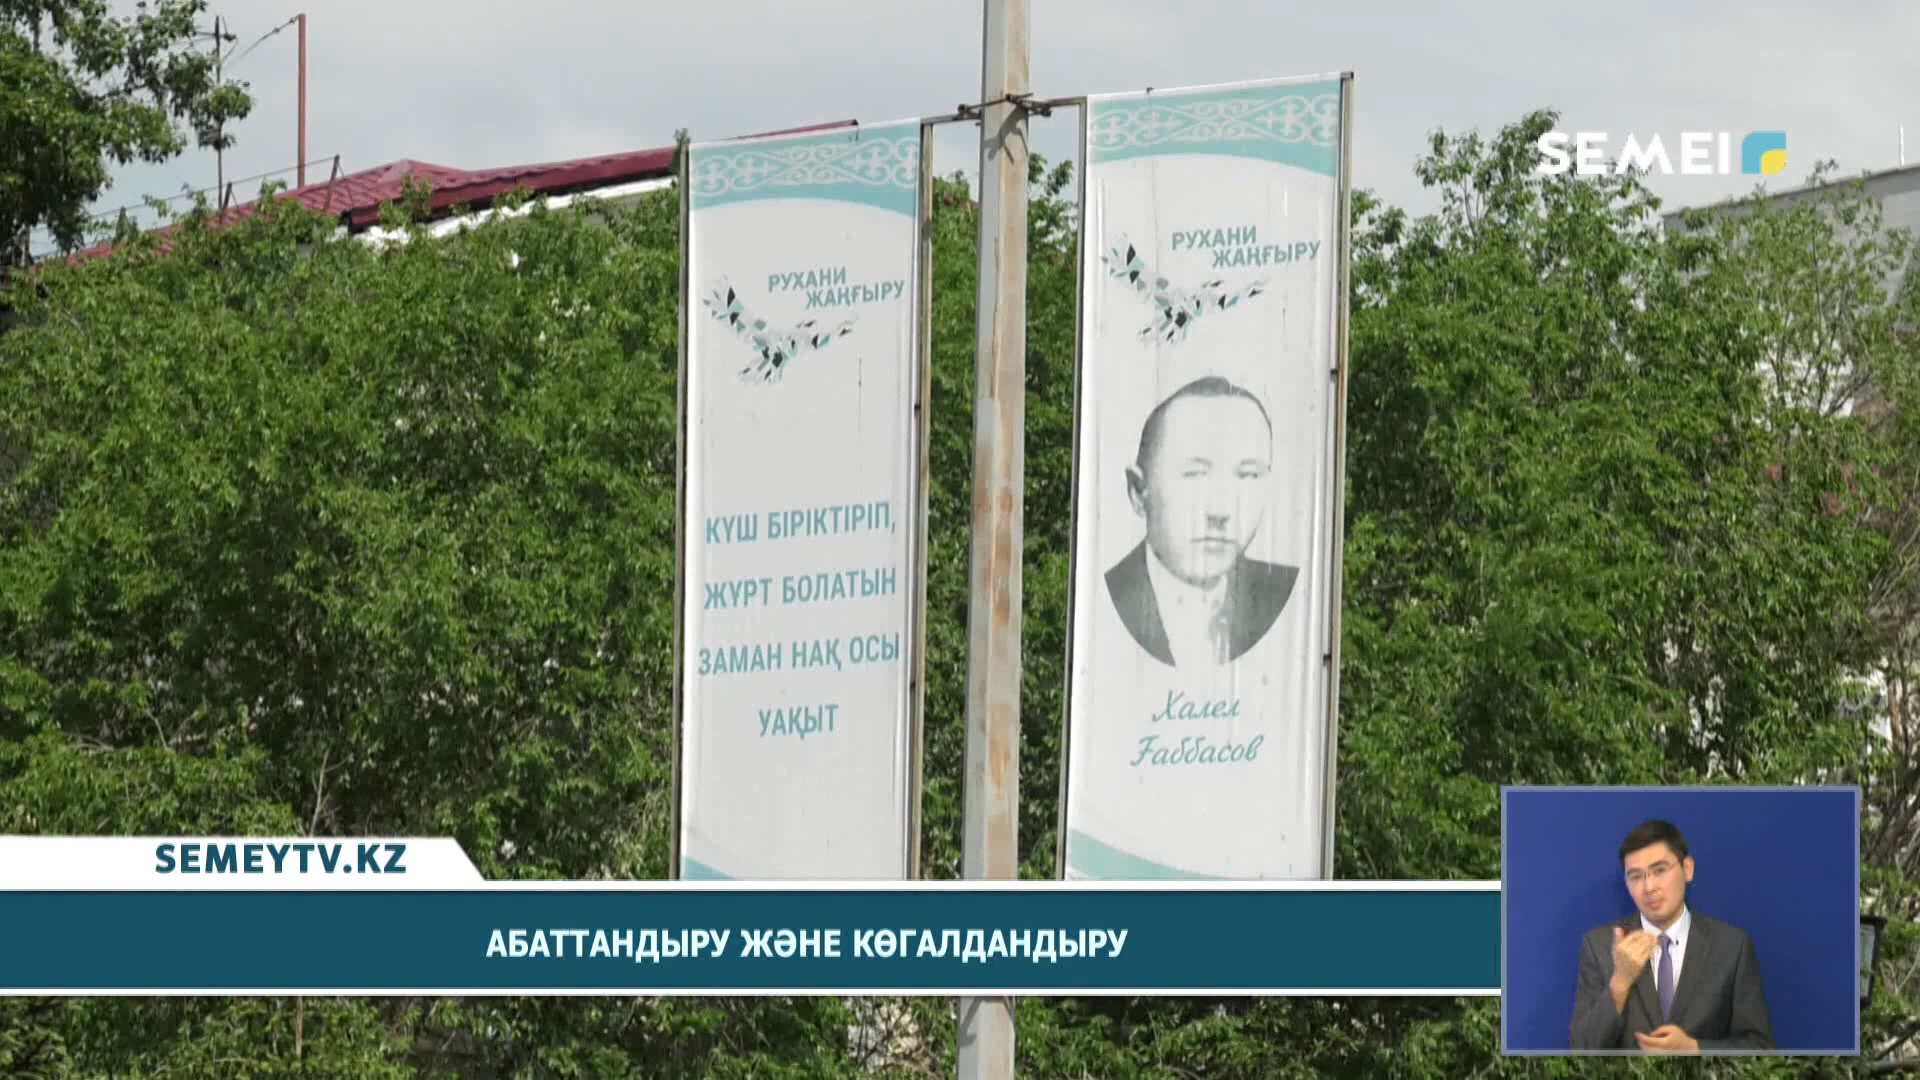 SEMEI
РУХАНИ
ЖАҢҒЫРУ
КҮШ БІРІКТІРІП,
ЖҮРТ БОЛАТЫН
ЗАМАН НАҚ ОСЫ
УАҚЫТ
РУХАНИ
ЖАҢҒЫРУ
Халел
Ғаббасов
SEMEYTV.KZ
АБАТТАНДЫРУ ЖӘНЕ КӨГАЛДАНДЫРУ